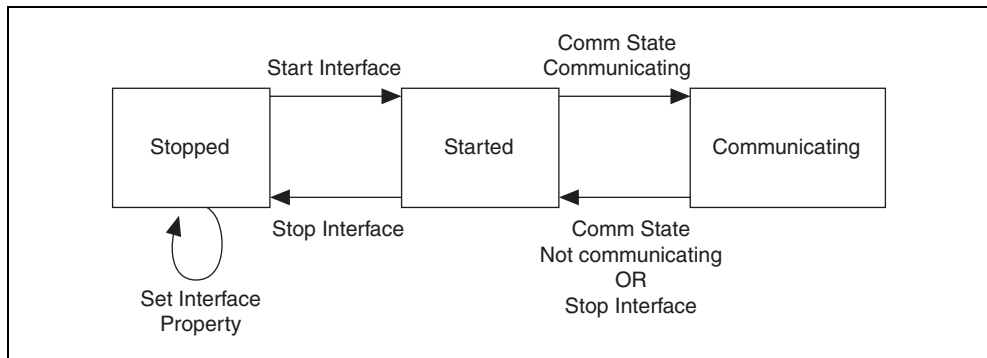 Start Interface
Comm State
Communicating
Stopped
Started
Communicating
Stop Interface
Comm State
Not communicating
OR
Stop Interface
Set Interface
Property